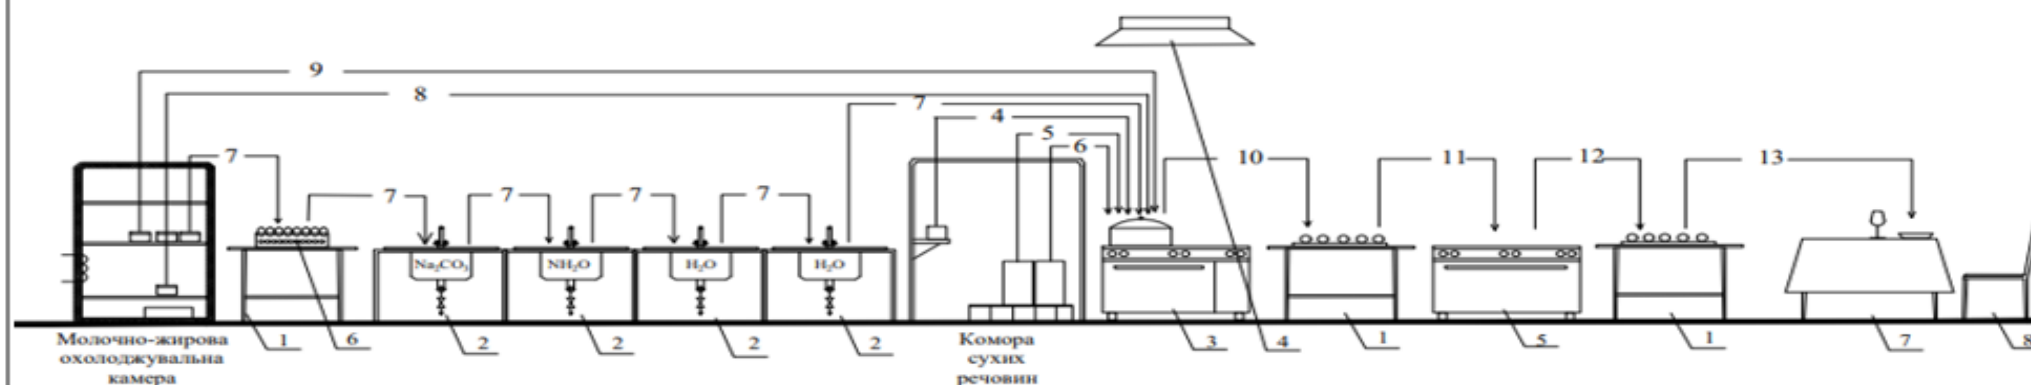 9
8
7
4
5
6
7
10
11
12
13
7
7
7
7
Na₂CO₃
NH₂O
H₂O
H₂O
Молочно-жирова
охолоджувальна
камера
1
6
2
2
2
2
Комора
сухих
речовин
3
4
1
5
1
7
8